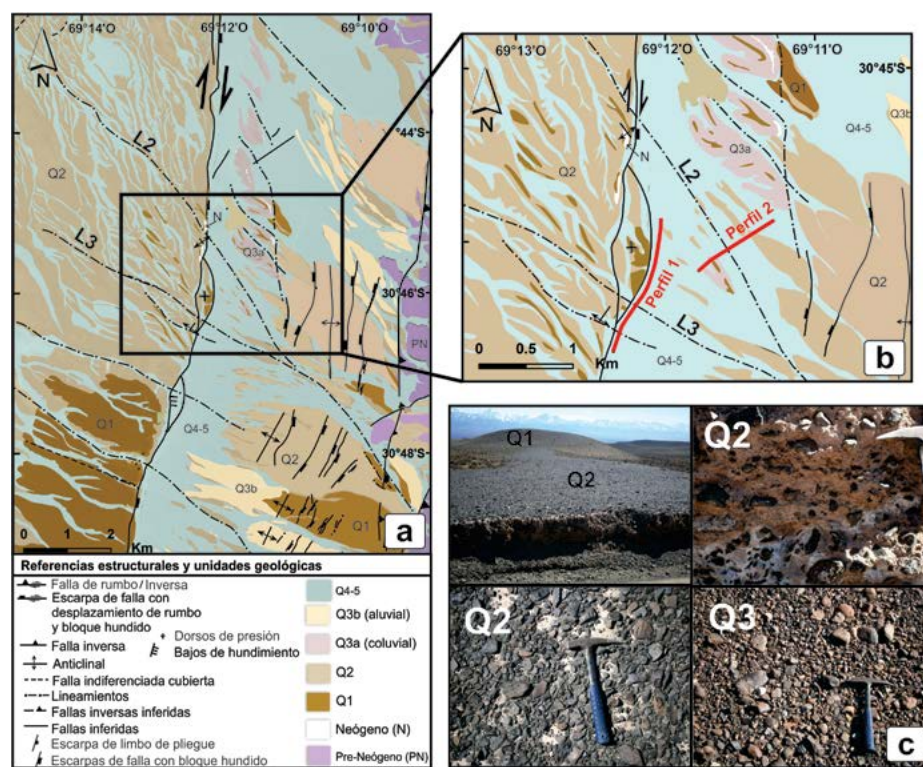 69°14'O
69°12'O
69°10'O
N
L2
30°44'S
Q2
L3
N
Q3a
30°46'S
PN
Q1
Q4-5
Q2
30°48'S
Q3b
Q1
0
1
2
Km
a
69°13'O
69°12'O
69°11'O
30°45'S
N
Q1
Q3b
Q4-5
Q2
N
L2
Q3a
Perfil 2
Perfil 1
Q2
L3
0
0.5
1
Km
Q4-5
b
Q1
Q2
Q2
Q2
Q3
c
Referencias estructurales y unidades geológicas
Falla de rumbo/Inversa
Escarpa de falla con
desplazamiento de rumbo
y bloque hundido
Falla inversa
Anticlinal
Falla indiferenciada cubierta
Lineamientos
Fallas inversas inferidas
Fallas inferidas
Escarpa de limbo de pliegue
Escarpas de falla con bloque hundido
Dorsos de presión
Bajos de hundimiento
Q4-5
Q3b (aluvial)
Q3a (coluvial)
Q2
Q1
Neógeno (N)
Pre-Neógeno (PN)